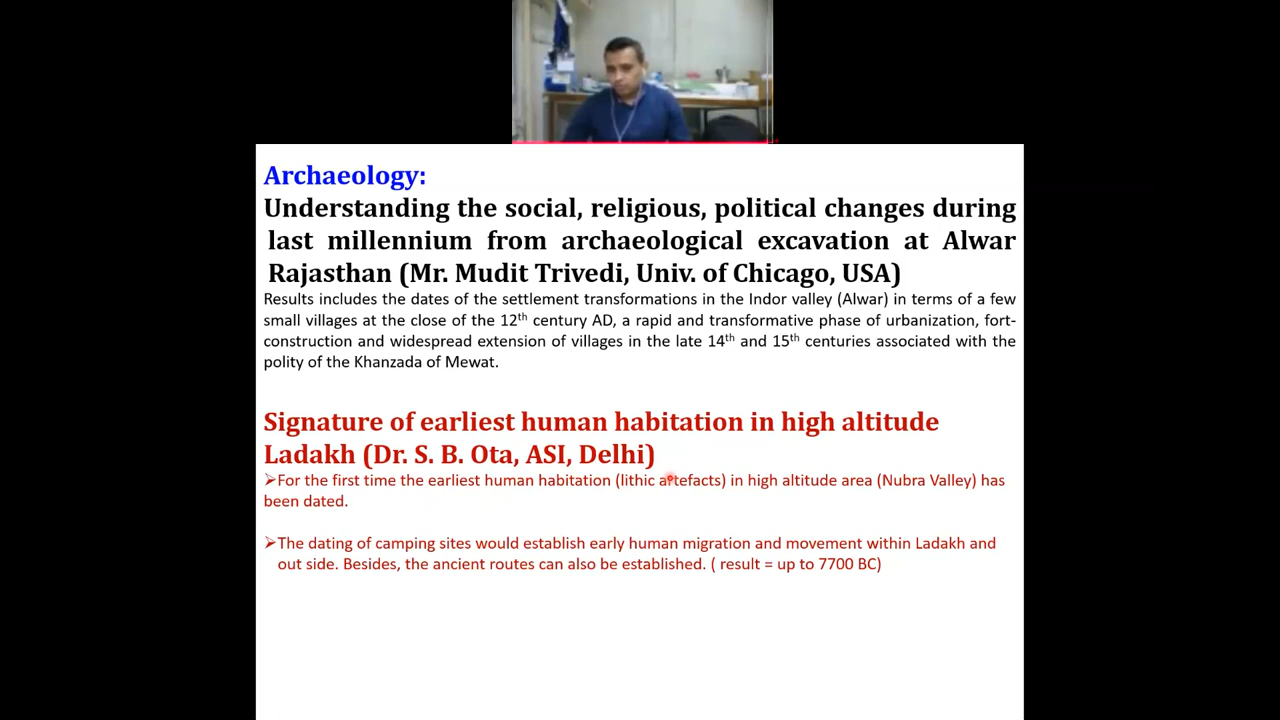 Archaeology:
Understanding the social, religious, political changes during
last millennium from archaeological excavation at Alwar
Rajasthan (Mr. Mudit Trivedi, Univ. of Chicago, USA)
Results includes the dates of the settlement transformations in the Indor valley (Alwar) in terms of a few
small villages at the close of the 12th century AD, a rapid and transformative phase of urbanization, fort-
construction and widespread extension of villages in the late 14th and 15th centuries associated with the
polity of the Khanzada of Mewat.
Signature of earliest human habitation in high altitude
Ladakh (Dr. S. B. Ota, ASI, Delhi)
➢For the first time the earliest human habitation (lithic artefacts) in high altitude area (Nubra Valley) has
been dated.
➢The dating of camping sites would establish early human migration and movement within Ladakh and
out side. Besides, the ancient routes can also be established. ( result = up to 7700 BC)